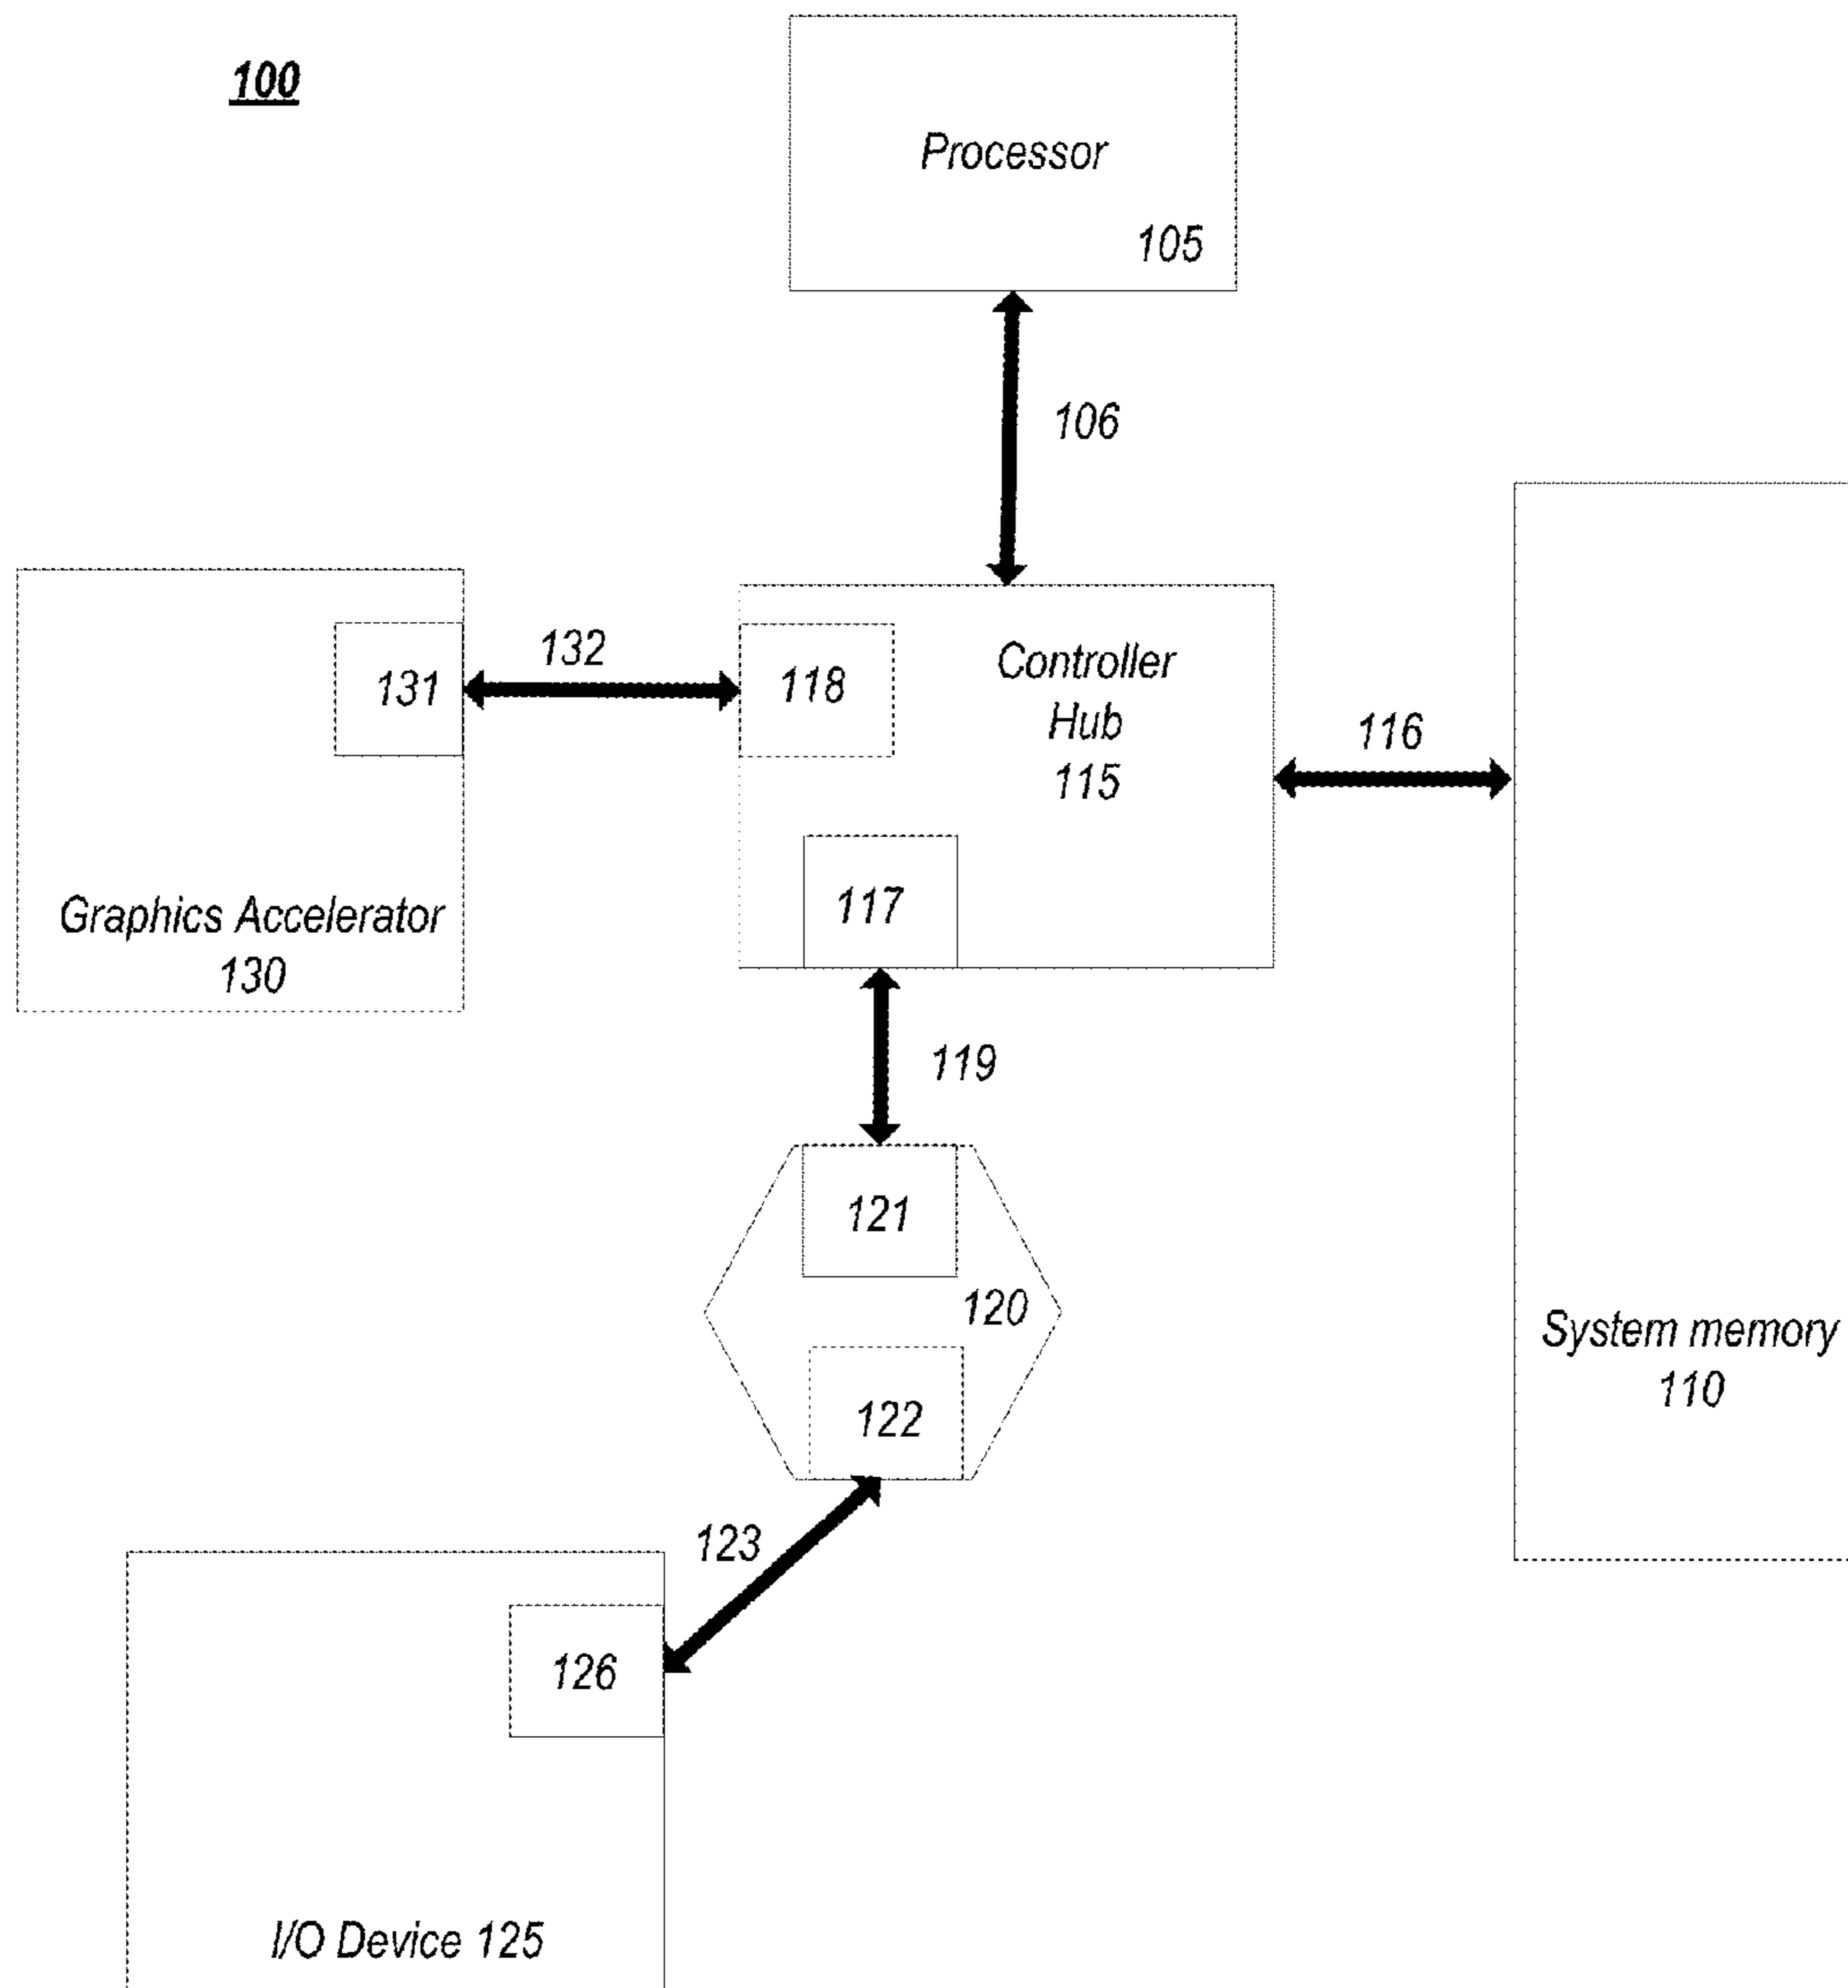 100
Processor
105
106
132
131
118
Controller
Hub
115
116
117
Graphics Accelerator
130
119
121
120
122
System memory
110
123
126
I/O Device 125